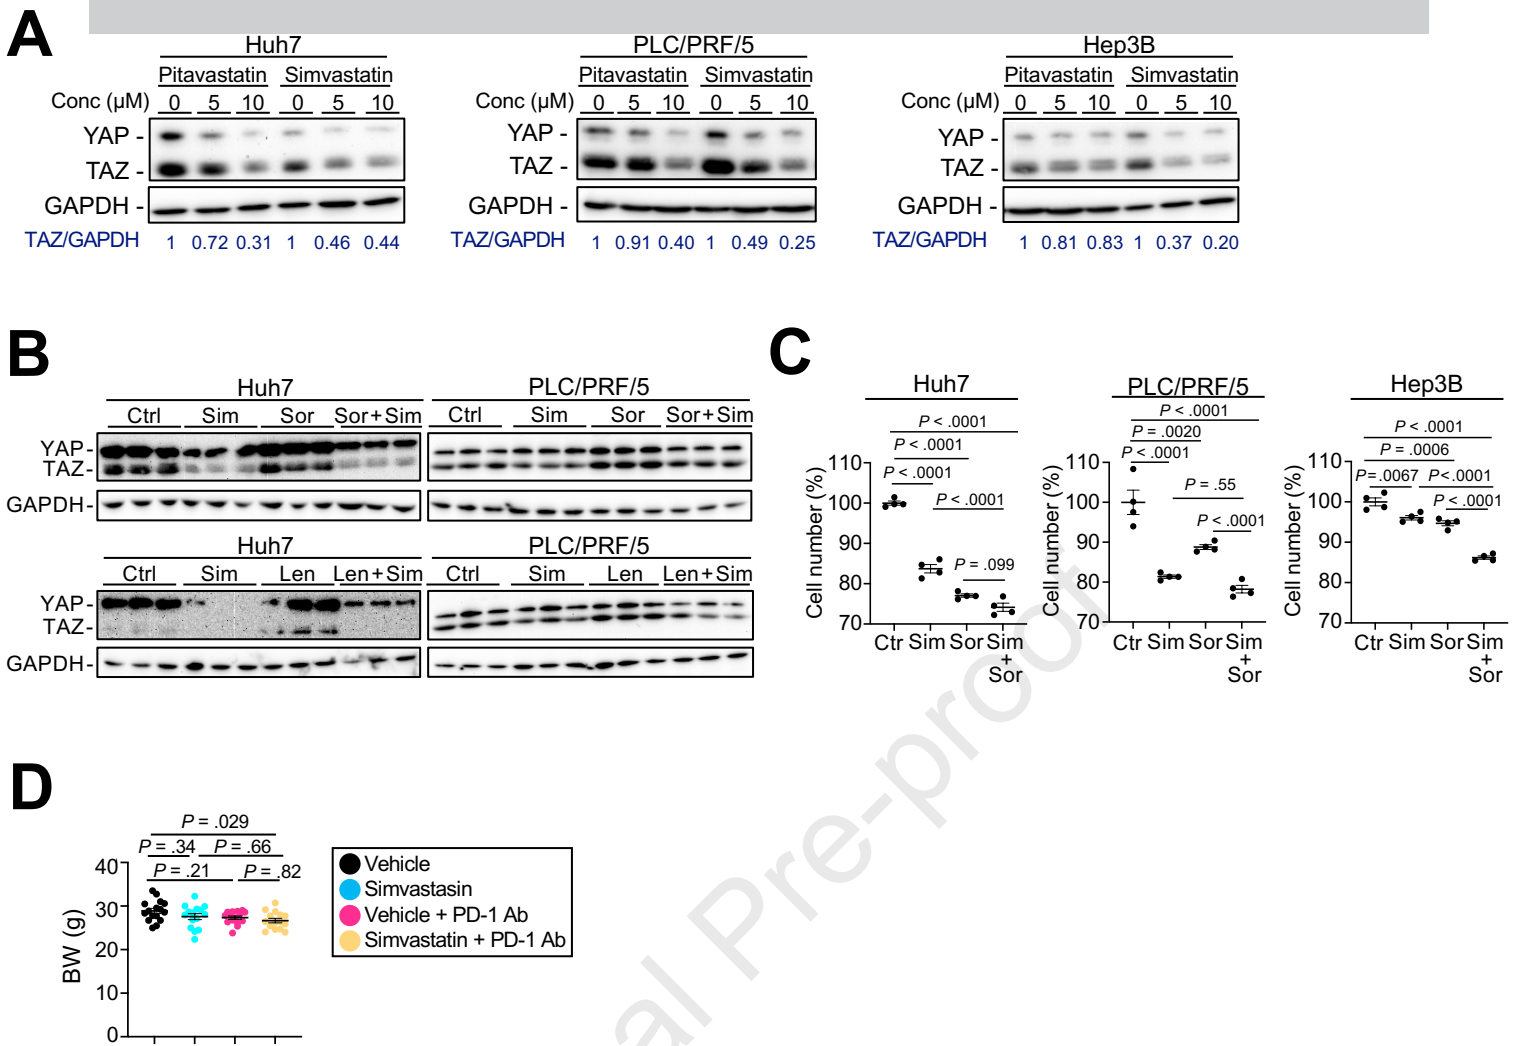 A
Huh7
Pitavastatin Simvastatin
Conc (µM) 0 5 10 0 5 10
YAP -
TAZ -
GAPDH -
TAZ/GAPDH 1 0.72 0.31 1 0.46 0.44
PLC/PRF/5
Pitavastatin Simvastatin
Conc (µM) 0 5 10 0 5 10
YAP -
TAZ -
GAPDH -
TAZ/GAPDH 1 0.91 0.40 1 0.49 0.25
Hep3B
Pitavastatin Simvastatin
Conc (µM) 0 5 10 0 5 10
YAP -
TAZ -
GAPDH -
TAZ/GAPDH 1 0.81 0.83 1 0.37 0.20
B
Huh7 PLC/PRF/5
Ctrl Sim Sor Sor+Sim Ctrl Sim Sor Sor+Sim
YAP-
TAZ-
GAPDH-
Huh7 PLC/PRF/5
Ctrl Sim Len Len+Sim Ctrl Sim Len Len+Sim
YAP-
TAZ-
GAPDH-
C
Huh7
P < .0001
P < .0001
P < .0001
P < .0001
P = .099
Cell number (%)
110
100
90
80
70
Ctr Sim Sor Sim
+
Sor
PLC/PRF/5
P < .0001
P = .0020
P < .0001
P = .55
P < .0001
Cell number (%)
110
100
90
80
70
Ctr Sim Sor Sim
+
Sor
Hep3B
P < .0001
P = .0006
P = .0067 P < .0001
P < .0001
Cell number (%)
110
100
90
80
70
Ctr Sim Sor Sim
+
Sor
D
P = .029
P = .34 P = .66
P = .21 P = .82
BW (g)
40
30
20
10
0
Vehicle
Simvastasin
Vehicle + PD-1 Ab
Simvastatin + PD-1 Ab
al Pre-proof